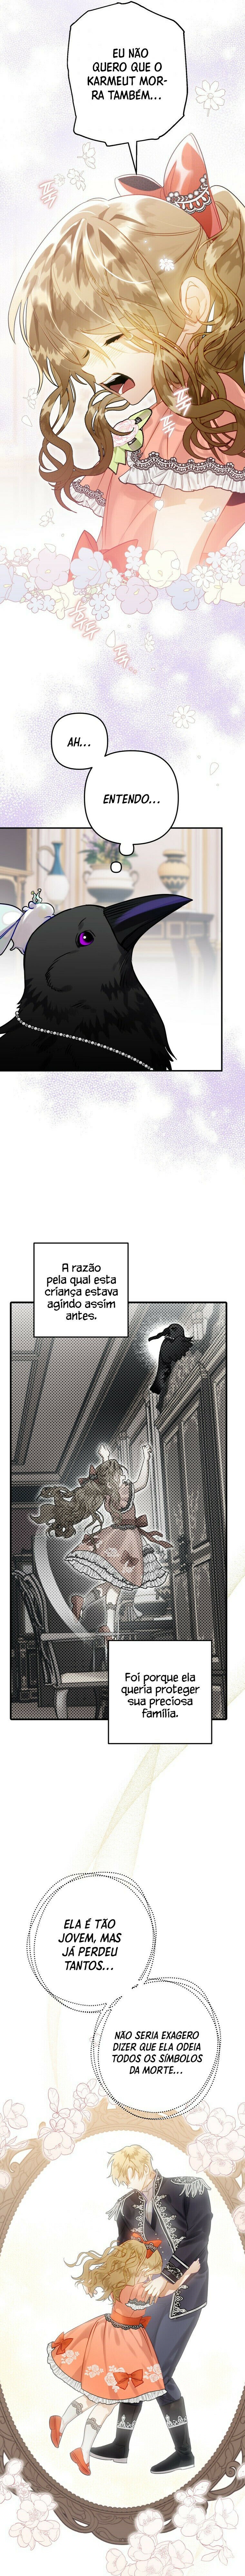 EU NÃO
QUERO QUE O
KARMEUT MOR-
RA TAMBÉM...
AH...
ENTENDO...
A razão
pela qual esta
criança estava
agindo assim
antes.
Foi porque ela
queria proteger
sua preciosa
família.
ELA É TÃO
JOVEM, MAS
JÁ PERDEU
TANTOS...
NÃO SERIA EXAGERO
DIZER QUE ELA ODEIA
TODOS OS SÍMBOLOS
DA MORTE...